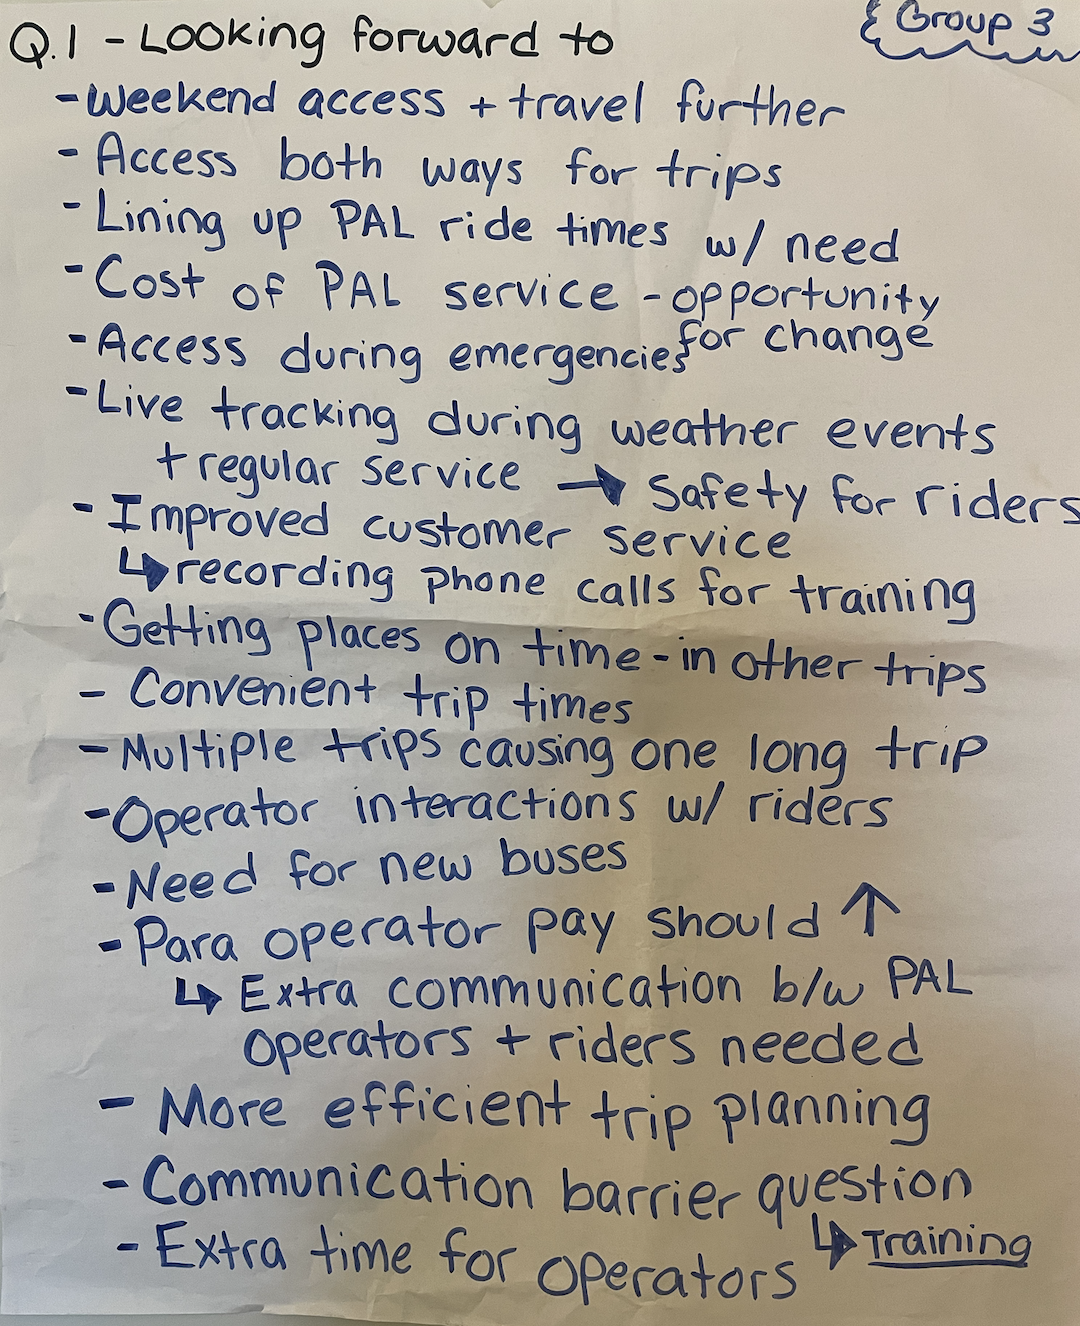 Q.1 - Looking forward to
Group 3
- Weekend access + travel further
- Access both ways for trips
- Lining up PAL ride times w/ need
- Cost of PAL service - opportunity
for change
- Access during emergencies
- Live tracking during weather events
+ regular service → Safety for riders
- Improved customer service
↳ recording phone calls for training
- Getting places on time - in other trips
- Convenient trip times
- Multiple trips causing one long trip
- Operator interactions w/ riders
- Need for new buses
- Para operator pay should ↑
↳ Extra communication b/w PAL
operators + riders needed
- More efficient trip planning
- Communication barrier question
↳ Training
- Extra time for operators